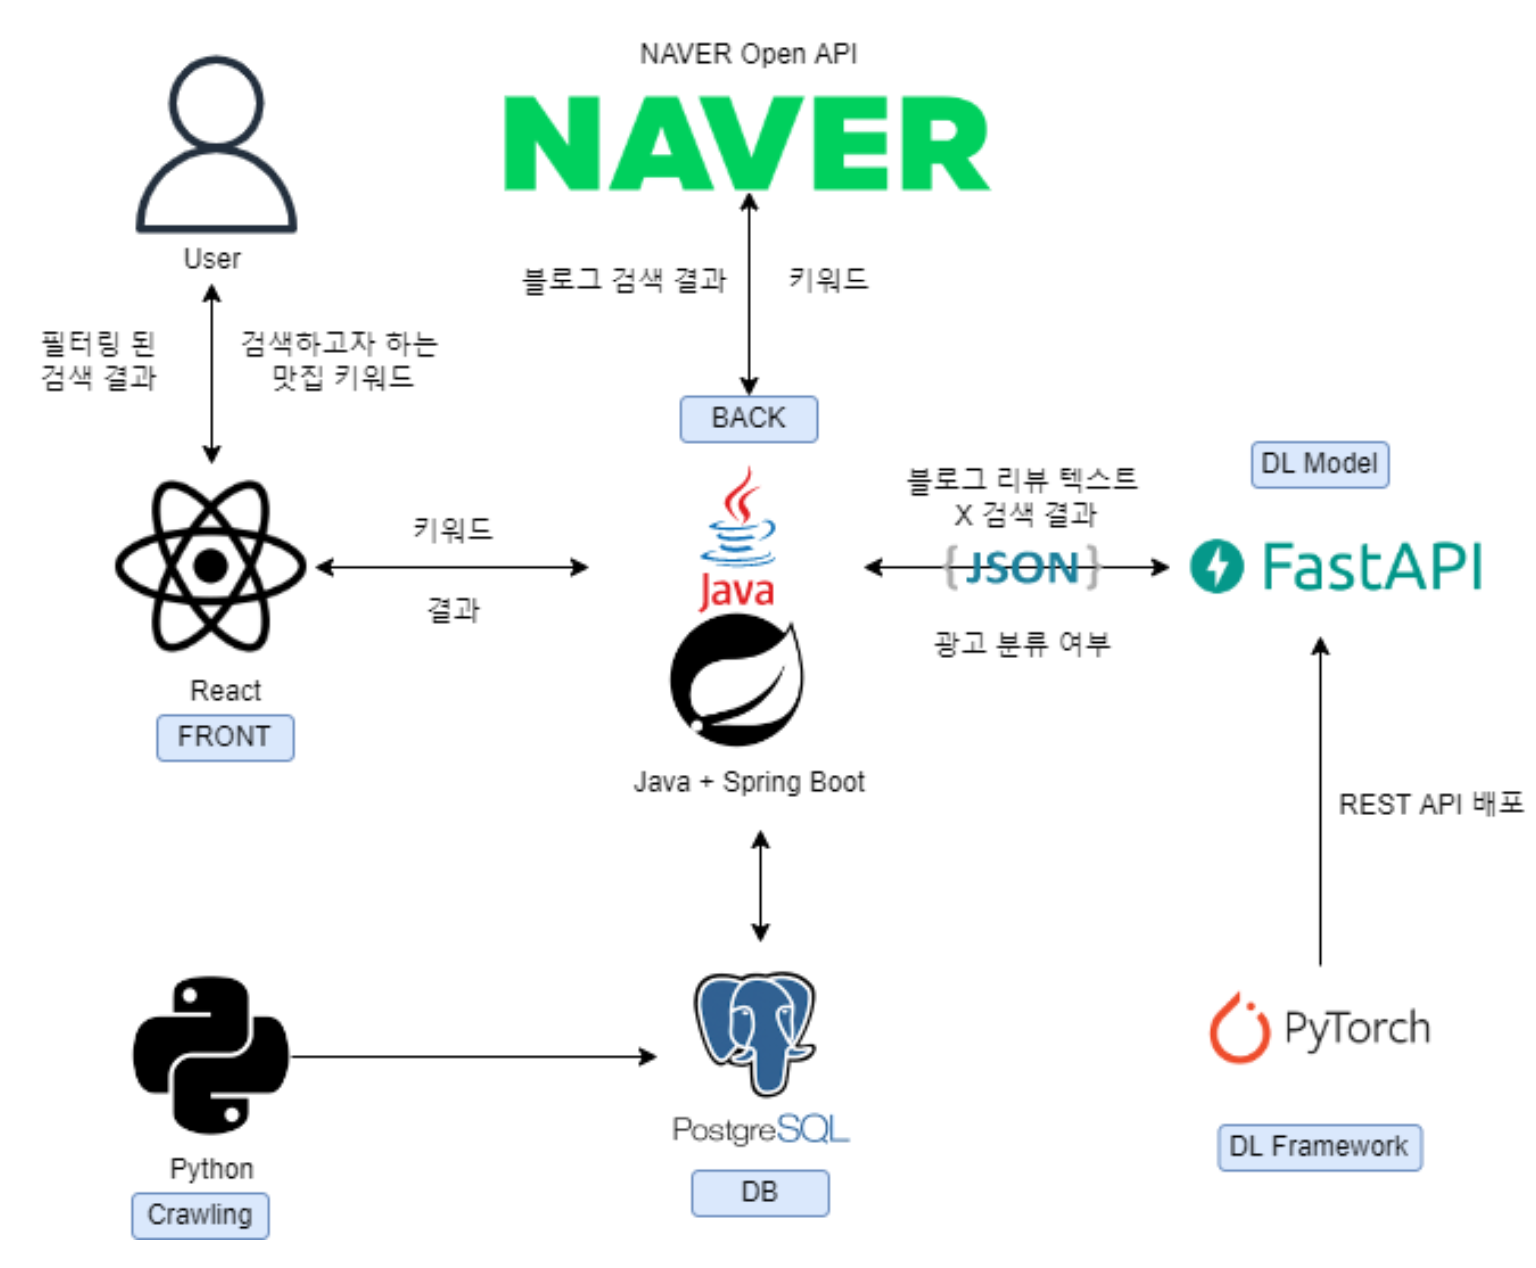 NAVER Open API
NAVER
User
블로그 검색 결과
키워드
필터링 된
검색 결과
검색하고자 하는
맛집 키워드
BACK
DL Model
블로그 리뷰 텍스트
X 검색 결과
{JSON}
광고 분류 여부
FastAPI
키워드
결과
Java
React
FRONT
Java + Spring Boot
REST API 배포
PyTorch
DL Framework
PostgreSQL
DB
Python
Crawling